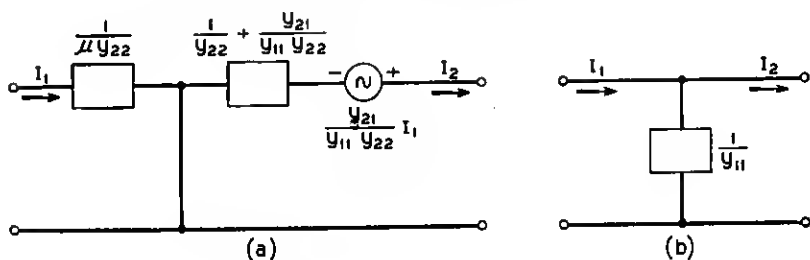 1/μy22
1/y22 + y21/y11 y22
I1
− +
I2
y21/y11 y22 I1
(a)
I1
I2
1/y11
(b)